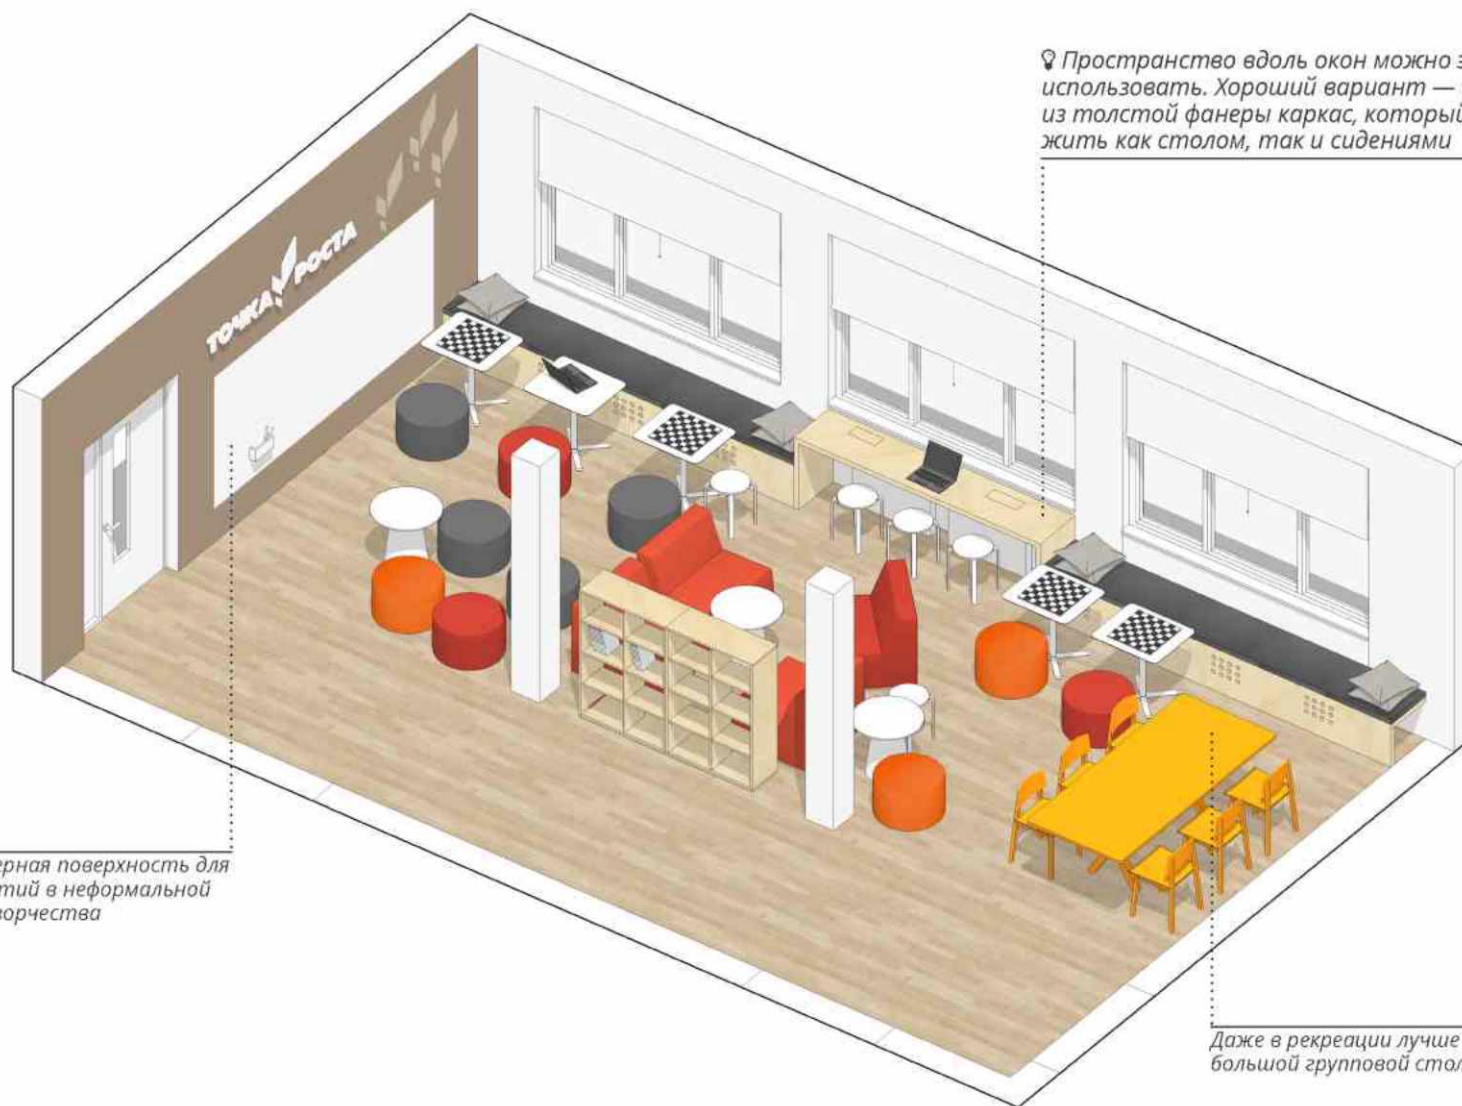 Пространство вдоль окон можно з
использовать. Хороший вариант —
из толстой фанеры каркас, который
жить как столом, так и сидениями
ТОЧКА РОСТА
ерная поверхность для
тий в неформальной
ворчества
Даже в рекреации лучше
большой групповой стол